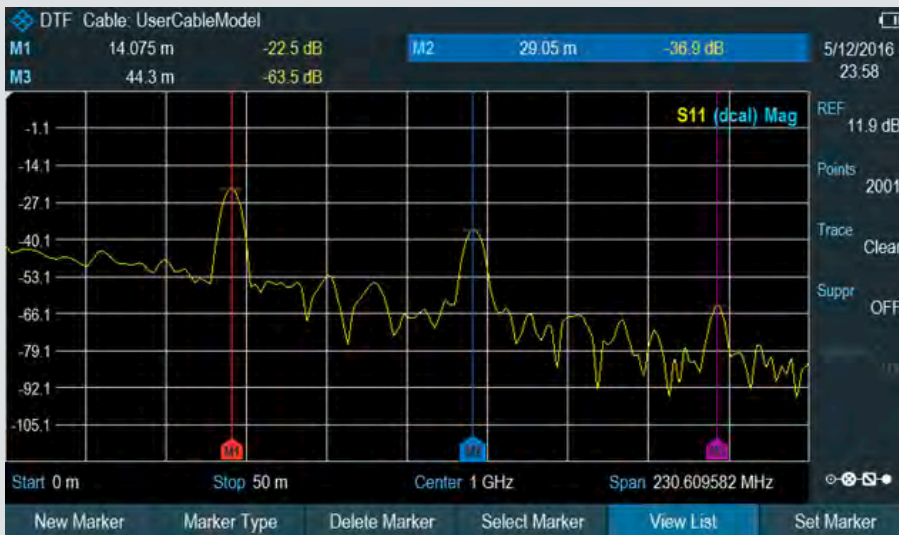 DTF Cable: UserCableModel
M1 14.075 m -22.5 dB M2 29.05 m -36.9 dB 5/12/2016
M3 44.3 m -63.5 dB 23.58
S11 (dcal) Mag
REF
11.9 dB
Points
2001
Trace
Clear
Suppr
OFF
-1.1
-14.1
-27.1
-40.1
-53.1
-66.1
-79.1
-92.1
-105.1
M1 M2 M3
Start 0 m Stop 50 m Center 1 GHz Span 230.609582 MHz
New Marker Marker Type Delete Marker Select Marker View List Set Marker